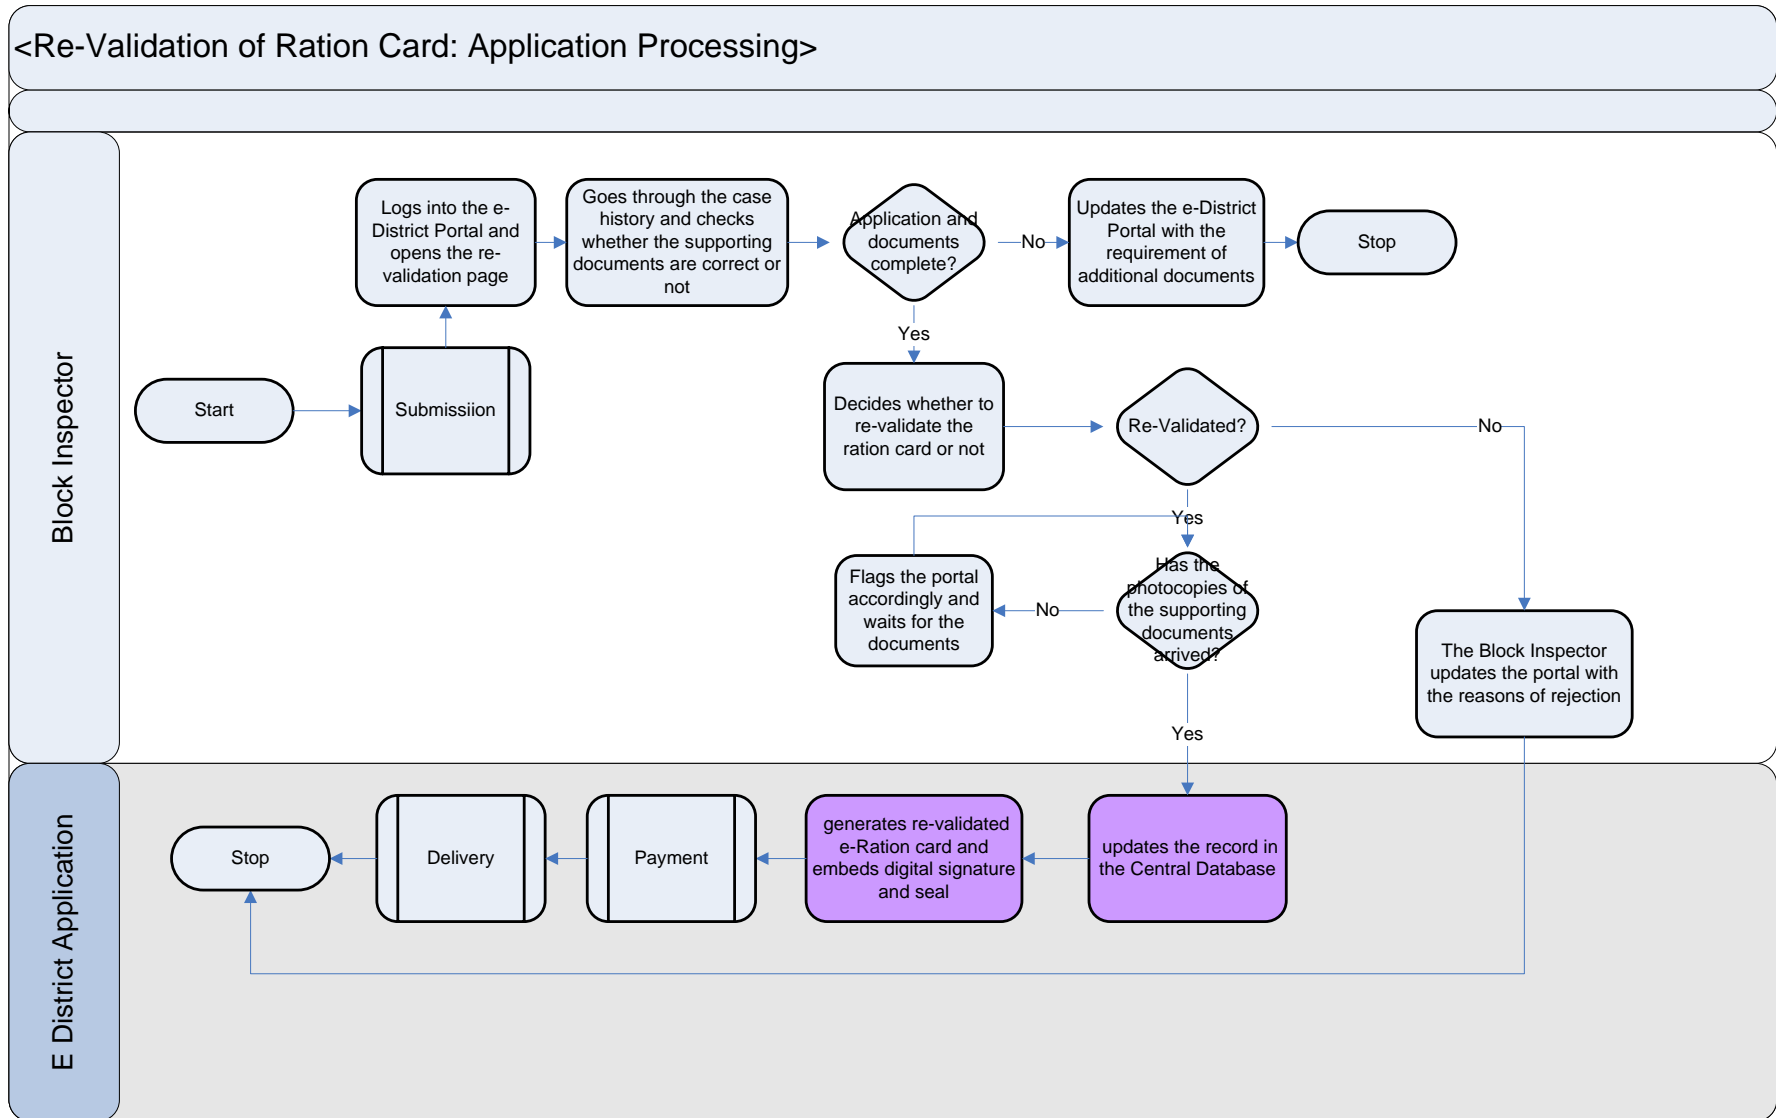 <Re-Validation of Ration Card: Application Processing>
Block Inspector
Logs into the e-
District Portal and
opens the re-
validation page
Goes through the case
history and checks
whether the supporting
documents are correct or
not
Application and
documents
complete?
No
Updates the e-District
Portal with the
requirement of
additional documents
Stop
Yes
Start
Submissiion
Decides whether to
re-validate the
ration card or not
Re-Validated?
No
Yes
Flags the portal
accordingly and
waits for the
documents
No
Has the
photocopies of
the supporting
documents
arrived?
The Block Inspector
updates the portal with
the reasons of rejection
Yes
E District Application
Stop
Delivery
Payment
generates re-validated
e-Ration card and
embeds digital signature
and seal
updates the record in
the Central Database